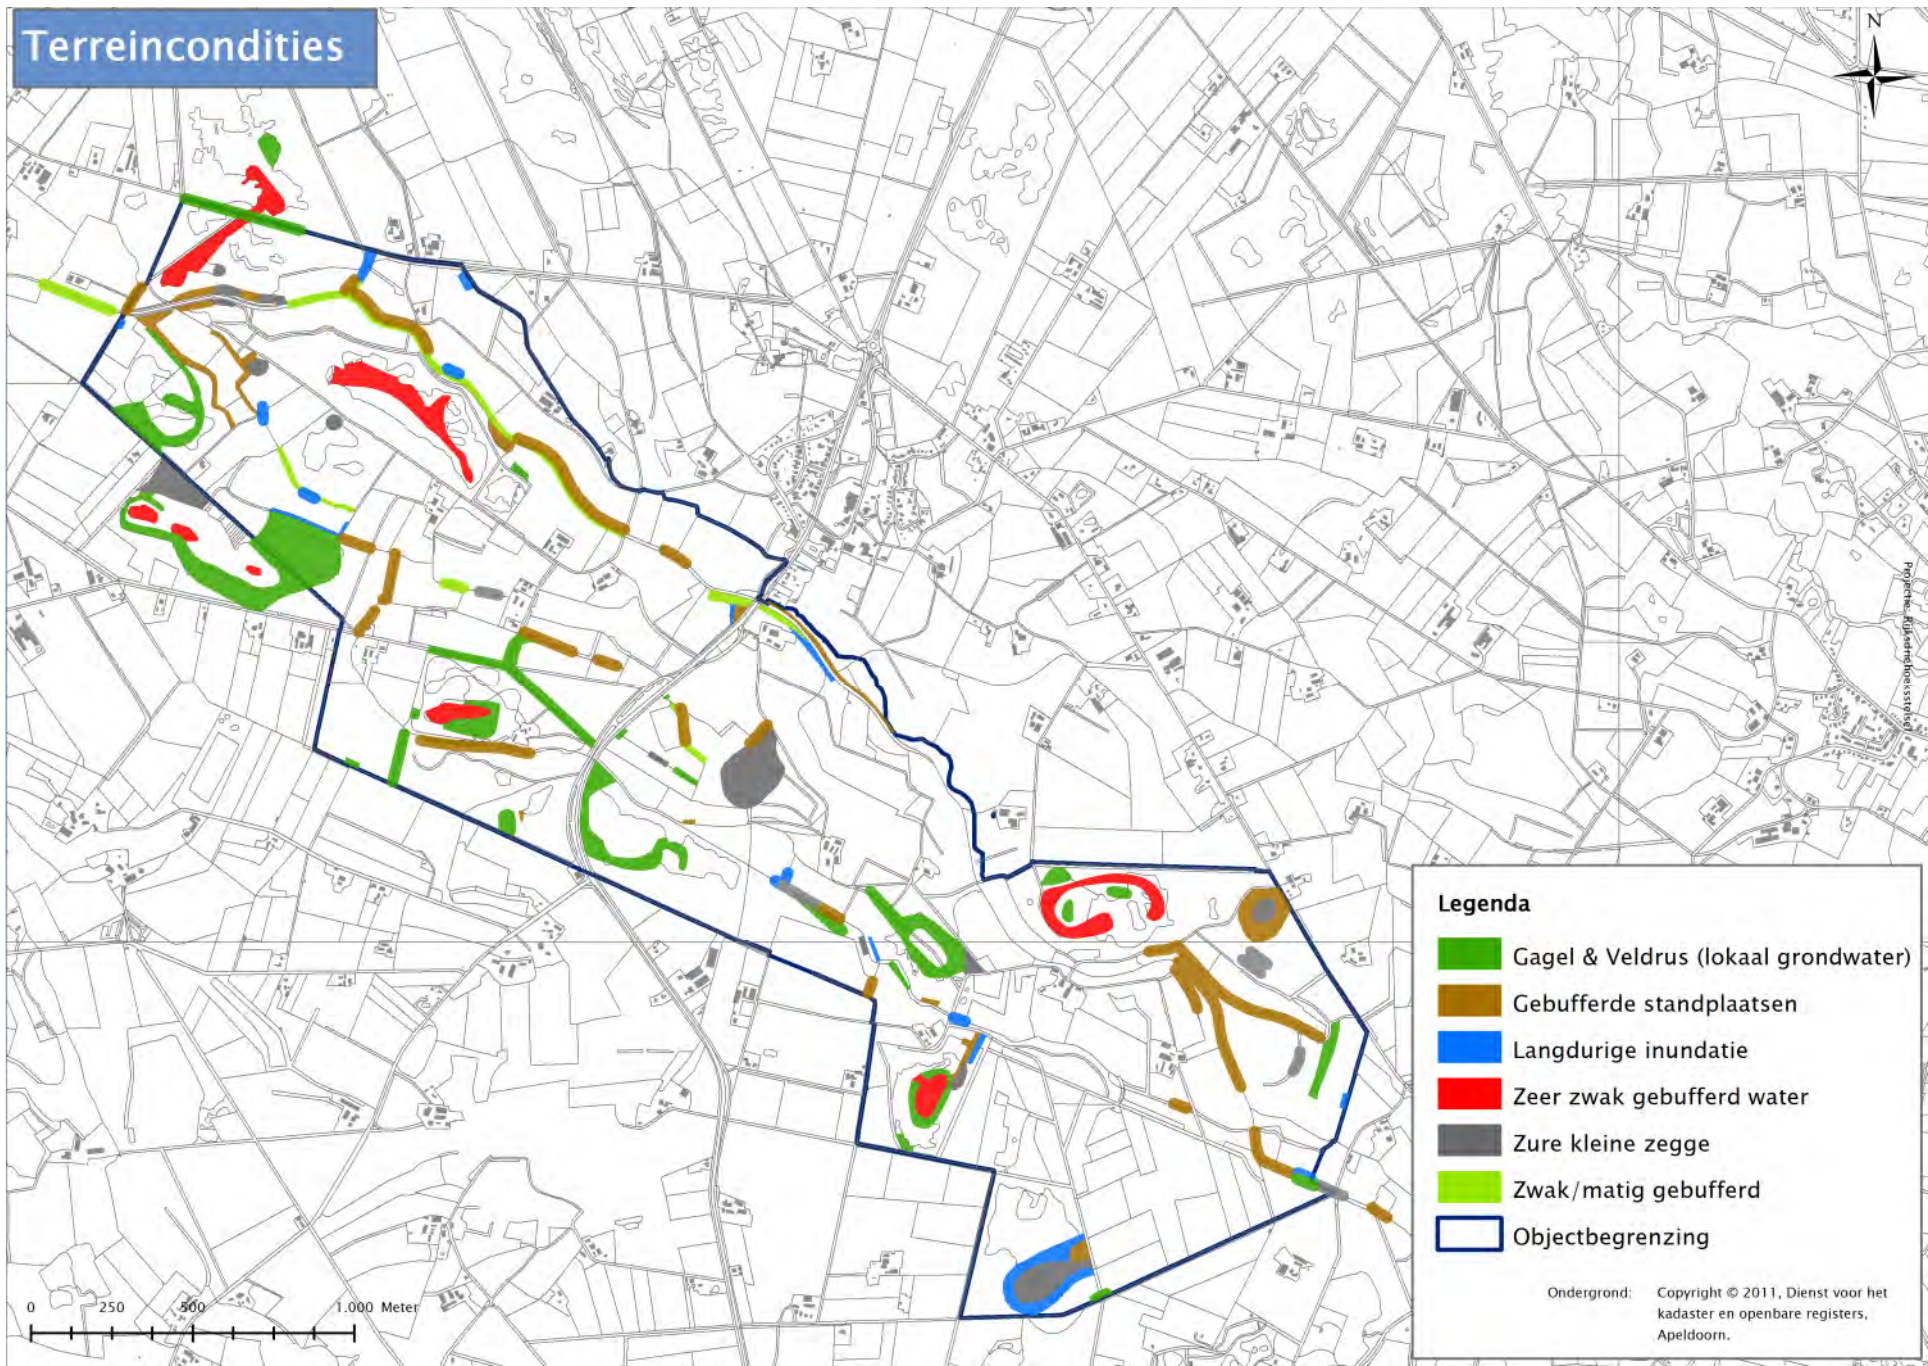 Terreincondities
N
Projectie: Rijksdriehoeksstelsel
Legenda
Gagel & Veldrus (lokaal grondwater)
Gebufferde standplaatsen
Langdurige inundatie
Zeer zwak gebufferd water
Zure kleine zegge
Zwak/matig gebufferd
Objectbegrenzing
Ondergrond: Copyright © 2011, Dienst voor het
kadaster en openbare registers,
Apeldoorn.
0 250 500 1.000 Meter